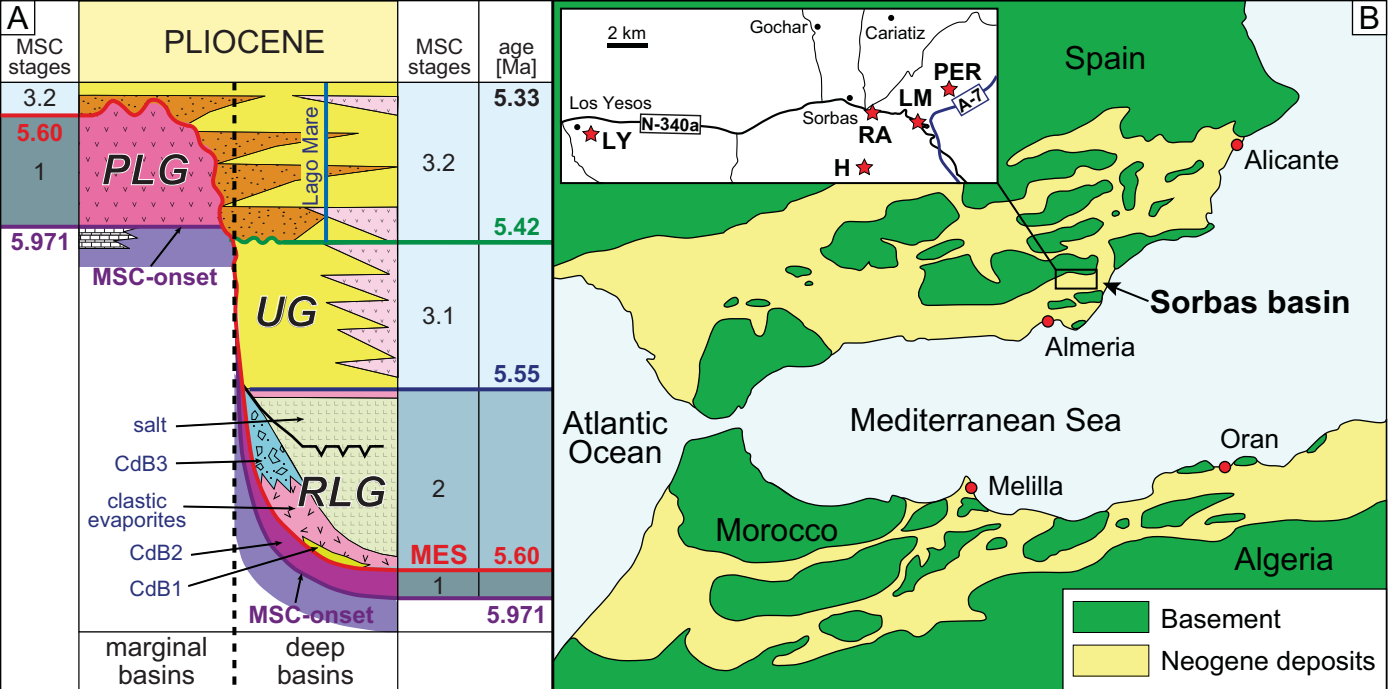 A
MSC
stages
PLIOCENE
MSC
stages
age
[Ma]
3.2
5.60
1
5.971
PLG
MSC-onset
Lago Mare
UG
3.2
3.1
5.33
5.42
5.55
salt
CdB3
clastic
evaporites
CdB2
CdB1
RLG
MSC-onset
2
MES
5.60
1
5.971
marginal
basins
deep
basins
B
2 km
Gochar
Cariatiz
PER
A-7
LM
Los Yesos
N-340a
Sorbas
RA
LY
H
Spain
Alicante
Sorbas basin
Almeria
Atlantic
Ocean
Mediterranean Sea
Oran
Melilla
Morocco
Algeria
Basement
Neogene deposits